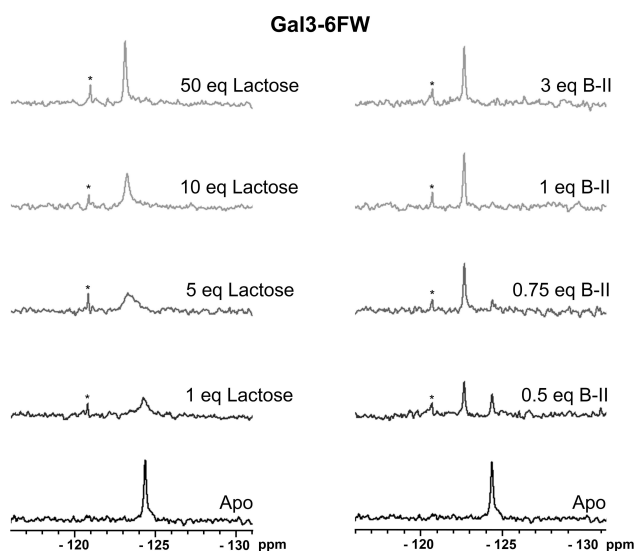 Gal3-6FW
*
50 eq Lactose
*
3 eq B-II
*
10 eq Lactose
*
1 eq B-II
*
5 eq Lactose
*
0.75 eq B-II
*
1 eq Lactose
*
0.5 eq B-II
Apo
Apo
- 120 - 125 - 130 ppm
- 120 - 125 - 130 ppm